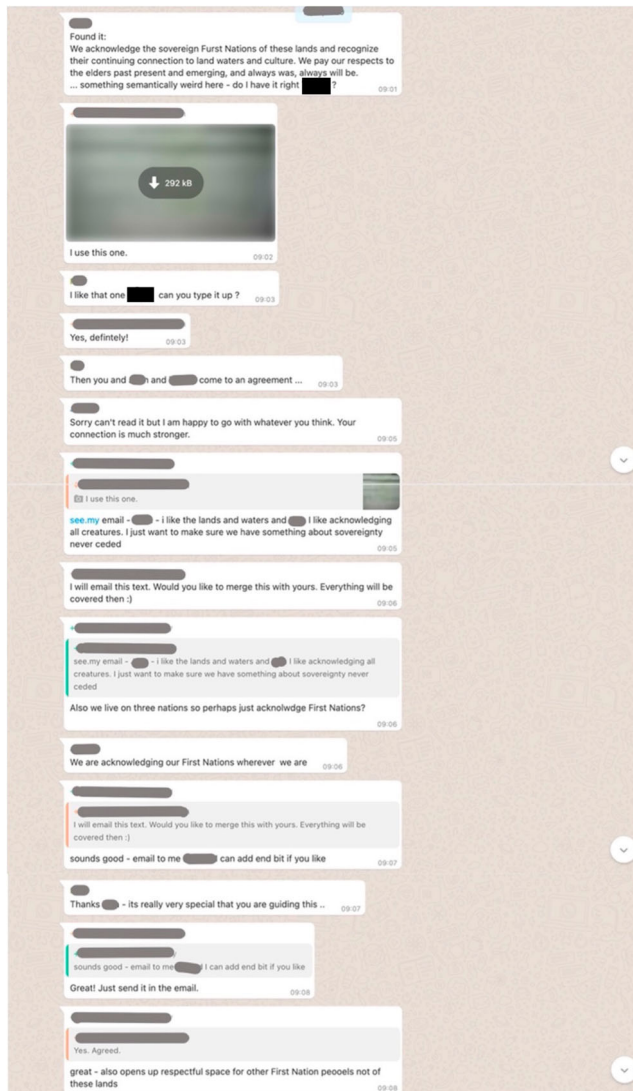 Found it:
We acknowledge the sovereign Furst Nations of these lands and recognize
their continuing connection to land waters and culture. We pay our respects to
the elders past present and emerging, and always was, always will be.
... something semantically weird here - do I have it right ?
09:01
292 kB
I use this one.
09:02
I like that one can you type it up ?
09:03
Yes, defintely!
09:03
Then you and and come to an agreement ...
09:03
Sorry can't read it but I am happy to go with whatever you think. Your
connection is much stronger.
09:05
I use this one.
see.my email - - i like the lands and waters and I like acknowledging
all creatures. I just want to make sure we have something about sovereignty
never ceded
09:05
I will email this text. Would you like to merge this with yours. Everything will be
covered then :)
09:06
see.my email - - i like the lands and waters and I like acknowledging all
creatures. I just want to make sure we have something about sovereignty never
ceded
Also we live on three nations so perhaps just acknolwdge First Nations?
09:06
We are acknowledging our First Nations wherever we are
09:06
I will email this text. Would you like to merge this with yours. Everything will be
covered then :)
sounds good - email to me can add end bit if you like
09:07
Thanks - its really very special that you are guiding this ..
09:07
sounds good - email to me I can add end bit if you like
Great! Just send it in the email.
09:08
Yes. Agreed.
great - also opens up respectful space for other First Nation peooels not of
these lands
09:08